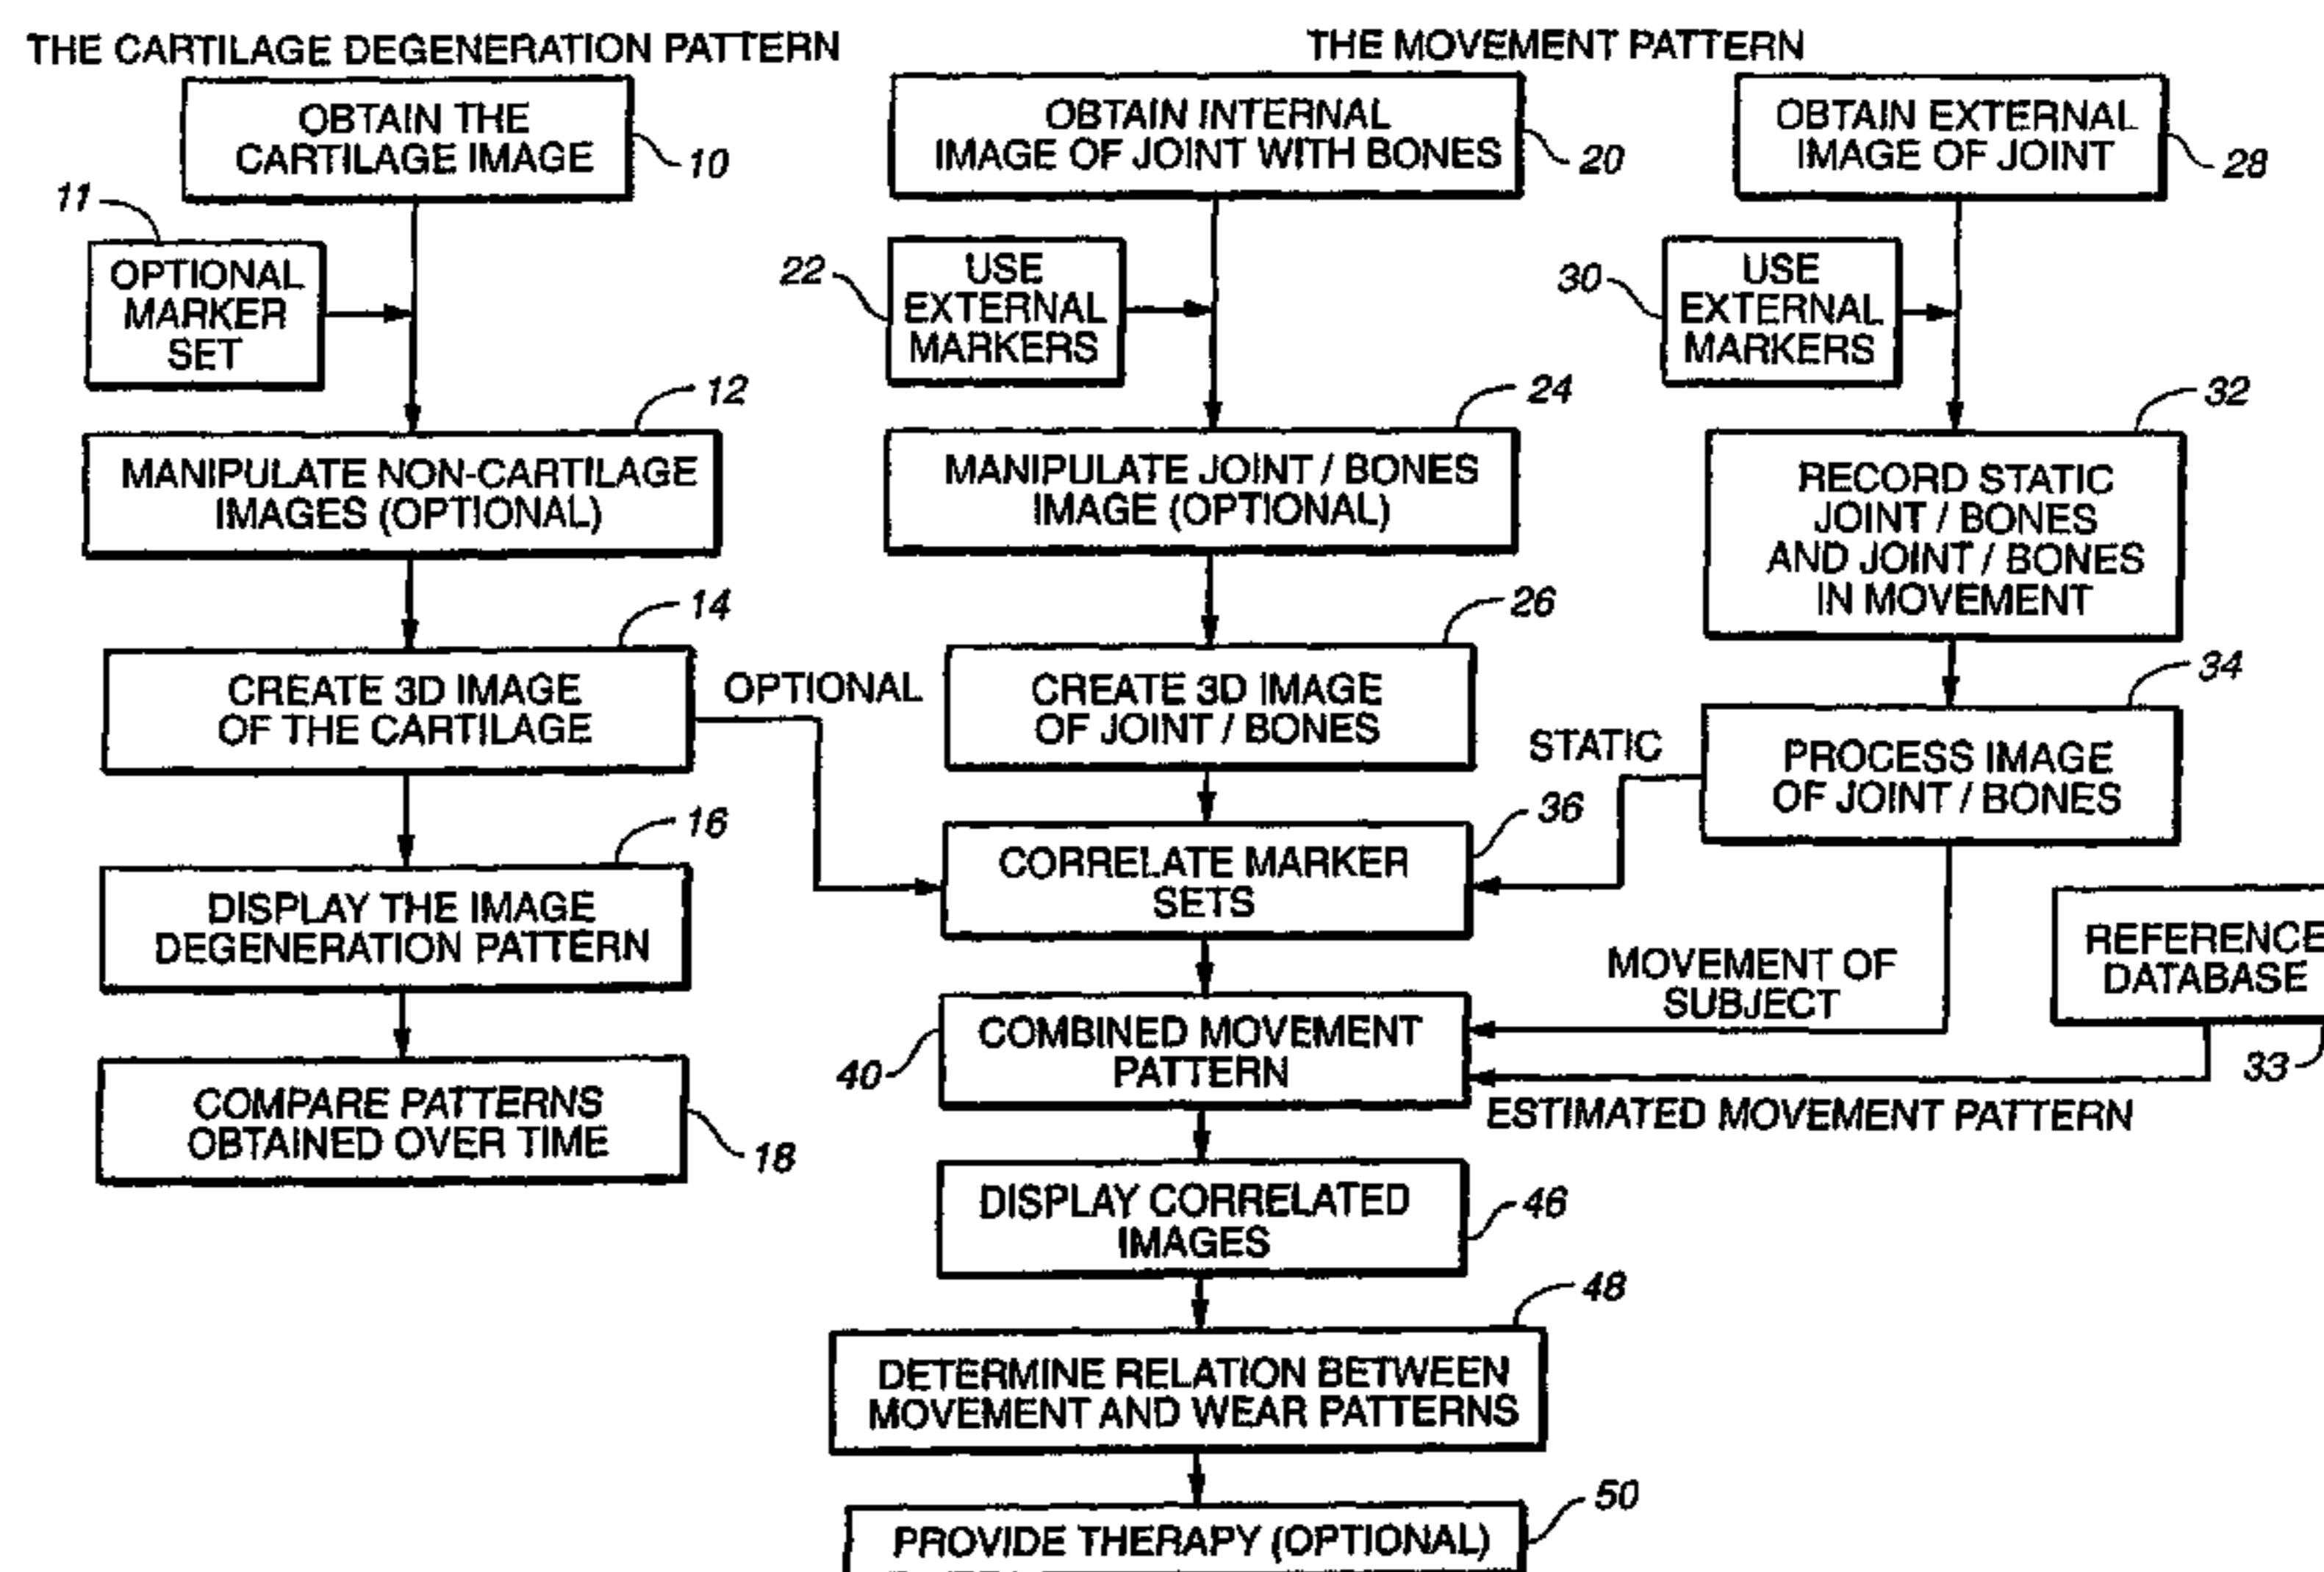 THE CARTILAGE DEGENERATION PATTERN
OBTAIN THE
CARTILAGE IMAGE
10
11
OPTIONAL
MARKER
SET
12
MANIPULATE NON-CARTILAGE
IMAGES (OPTIONAL)
14
CREATE 3D IMAGE
OF THE CARTILAGE
OPTIONAL
16
DISPLAY THE IMAGE
DEGENERATION PATTERN
COMPARE PATTERNS
OBTAINED OVER TIME
18
THE MOVEMENT PATTERN
OBTAIN INTERNAL
IMAGE OF JOINT WITH BONES
20
22
USE
EXTERNAL
MARKERS
24
MANIPULATE JOINT / BONES
IMAGE (OPTIONAL)
26
CREATE 3D IMAGE
OF JOINT / BONES
OBTAIN EXTERNAL
IMAGE OF JOINT
28
30
USE
EXTERNAL
MARKERS
32
RECORD STATIC
JOINT / BONES
AND JOINT / BONES
IN MOVEMENT
34
PROCESS IMAGE
OF JOINT / BONES
STATIC
36
CORRELATE MARKER
SETS
MOVEMENT OF
SUBJECT
REFERENCE
DATABASE
33
40
COMBINED MOVEMENT
PATTERN
ESTIMATED MOVEMENT PATTERN
DISPLAY CORRELATED
IMAGES
46
48
DETERMINE RELATION BETWEEN
MOVEMENT AND WEAR PATTERNS
50
PROVIDE THERAPY (OPTIONAL)